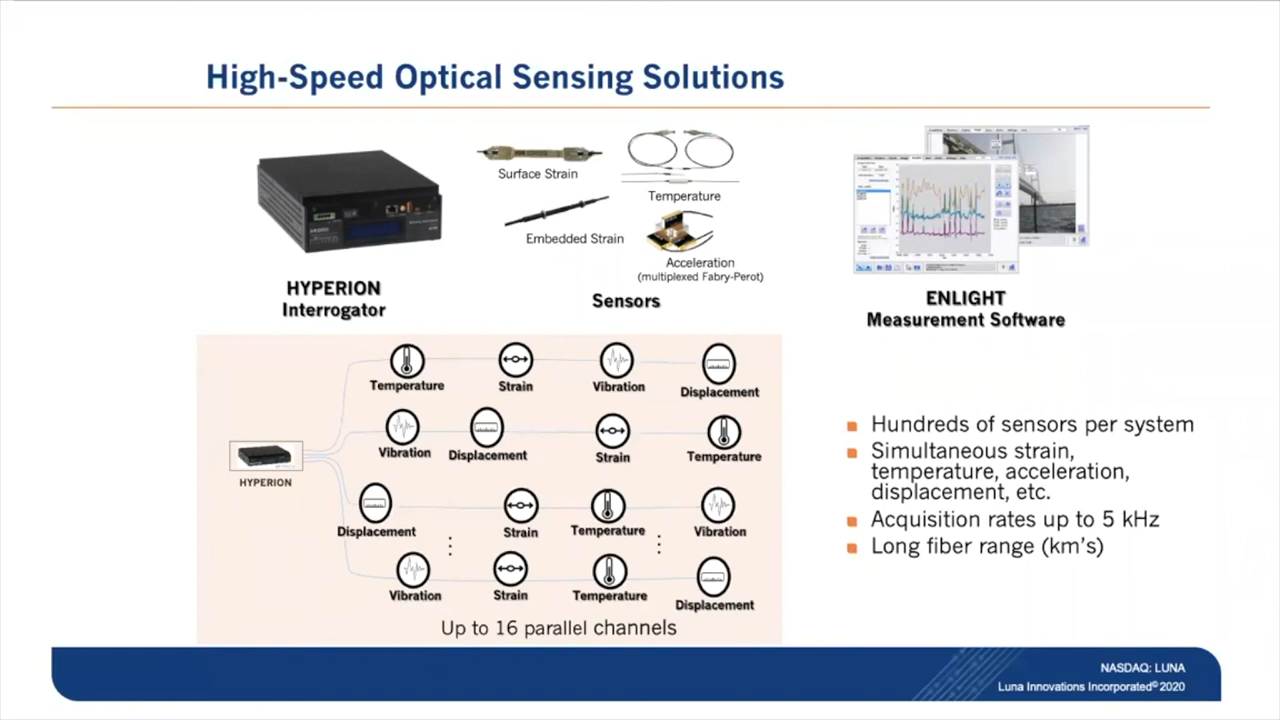 High-Speed Optical Sensing Solutions
Surface Strain
Temperature
Embedded Strain
Acceleration
(multiplexed Fabry-Perot)
HYPERION
Interrogator
Sensors
ENLIGHT
Measurement Software
Temperature
Strain
Vibration
Displacement
Vibration
Displacement
Strain
Temperature
HYPERION
Displacement
Strain
Temperature
Vibration
Vibration
Strain
Temperature
Displacement
Up to 16 parallel channels
Hundreds of sensors per system
Simultaneous strain,
temperature, acceleration,
displacement, etc.
Acquisition rates up to 5 kHz
Long fiber range (km's)
NASDAQ: LUNA
Luna Innovations Incorporated© 2020